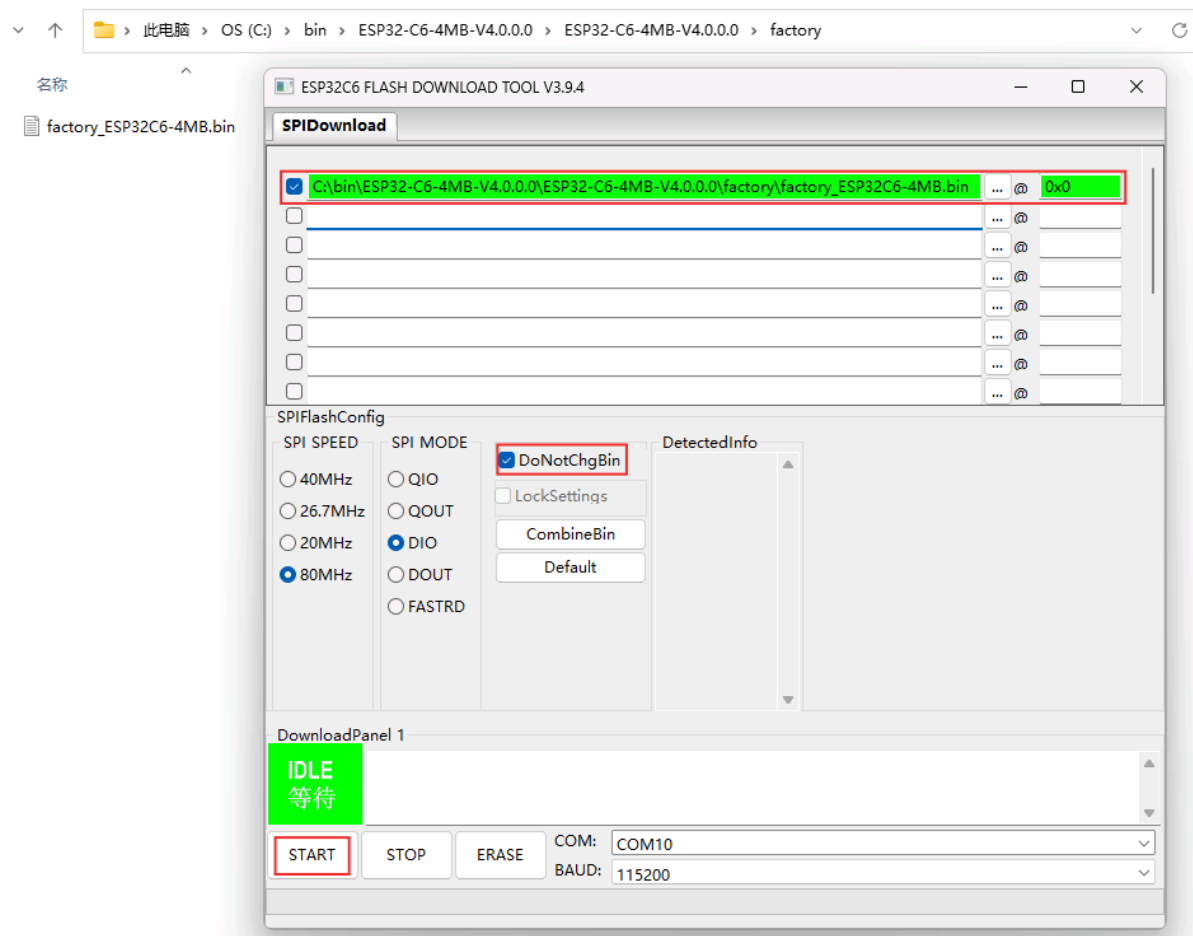 此电脑 > OS (C:) > bin > ESP32-C6-4MB-V4.0.0.0 > ESP32-C6-4MB-V4.0.0.0 > factory
名称
factory_ESP32C6-4MB.bin
ESP32C6 FLASH DOWNLOAD TOOL V3.9.4
SPIDownload
C:\bin\ESP32-C6-4MB-V4.0.0.0\ESP32-C6-4MB-V4.0.0.0\factory\factory_ESP32C6-4MB.bin ... @ 0x0
... @
... @
... @
... @
... @
... @
... @
SPIFlashConfig
SPI SPEED
40MHz
26.7MHz
20MHz
80MHz
SPI MODE
QIO
QOUT
DIO
DOUT
FASTRD
DoNotChgBin
LockSettings
CombineBin
Default
DetectedInfo
DownloadPanel 1
IDLE
等待
START
STOP
ERASE
COM: COM10
BAUD: 115200